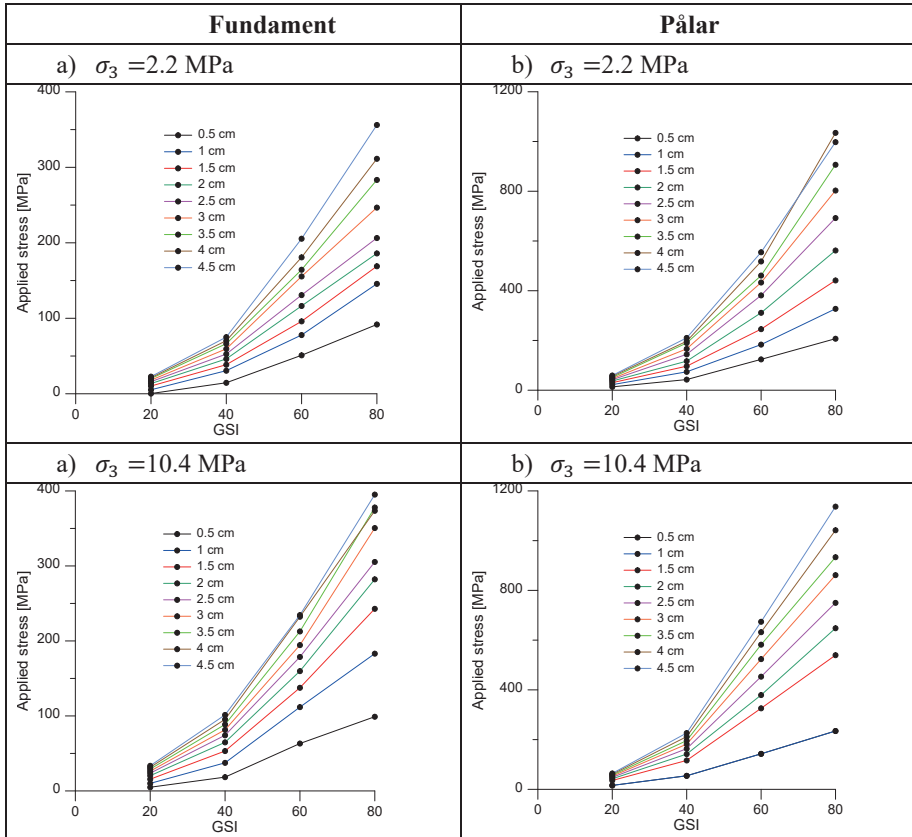 Fundament
Pålar
a) σ₃ =2.2 MPa
b) σ₃ =2.2 MPa
400
300
200
100
0
Applied stress [MPa]
0.5 cm
1 cm
1.5 cm
2 cm
2.5 cm
3 cm
3.5 cm
4 cm
4.5 cm
0 20 40 60 80
GSI
1200
800
400
0
Applied stress [MPa]
0.5 cm
1 cm
1.5 cm
2 cm
2.5 cm
3 cm
3.5 cm
4 cm
4.5 cm
0 20 40 60 80
GSI
a) σ₃ =10.4 MPa
b) σ₃ =10.4 MPa
400
300
200
100
0
Applied stress [MPa]
0.5 cm
1 cm
1.5 cm
2 cm
2.5 cm
3 cm
3.5 cm
4 cm
4.5 cm
0 20 40 60 80
GSI
1200
800
400
0
Applied stress [MPa]
0.5 cm
1 cm
1.5 cm
2 cm
2.5 cm
3 cm
3.5 cm
4 cm
4.5 cm
0 20 40 60 80
GSI